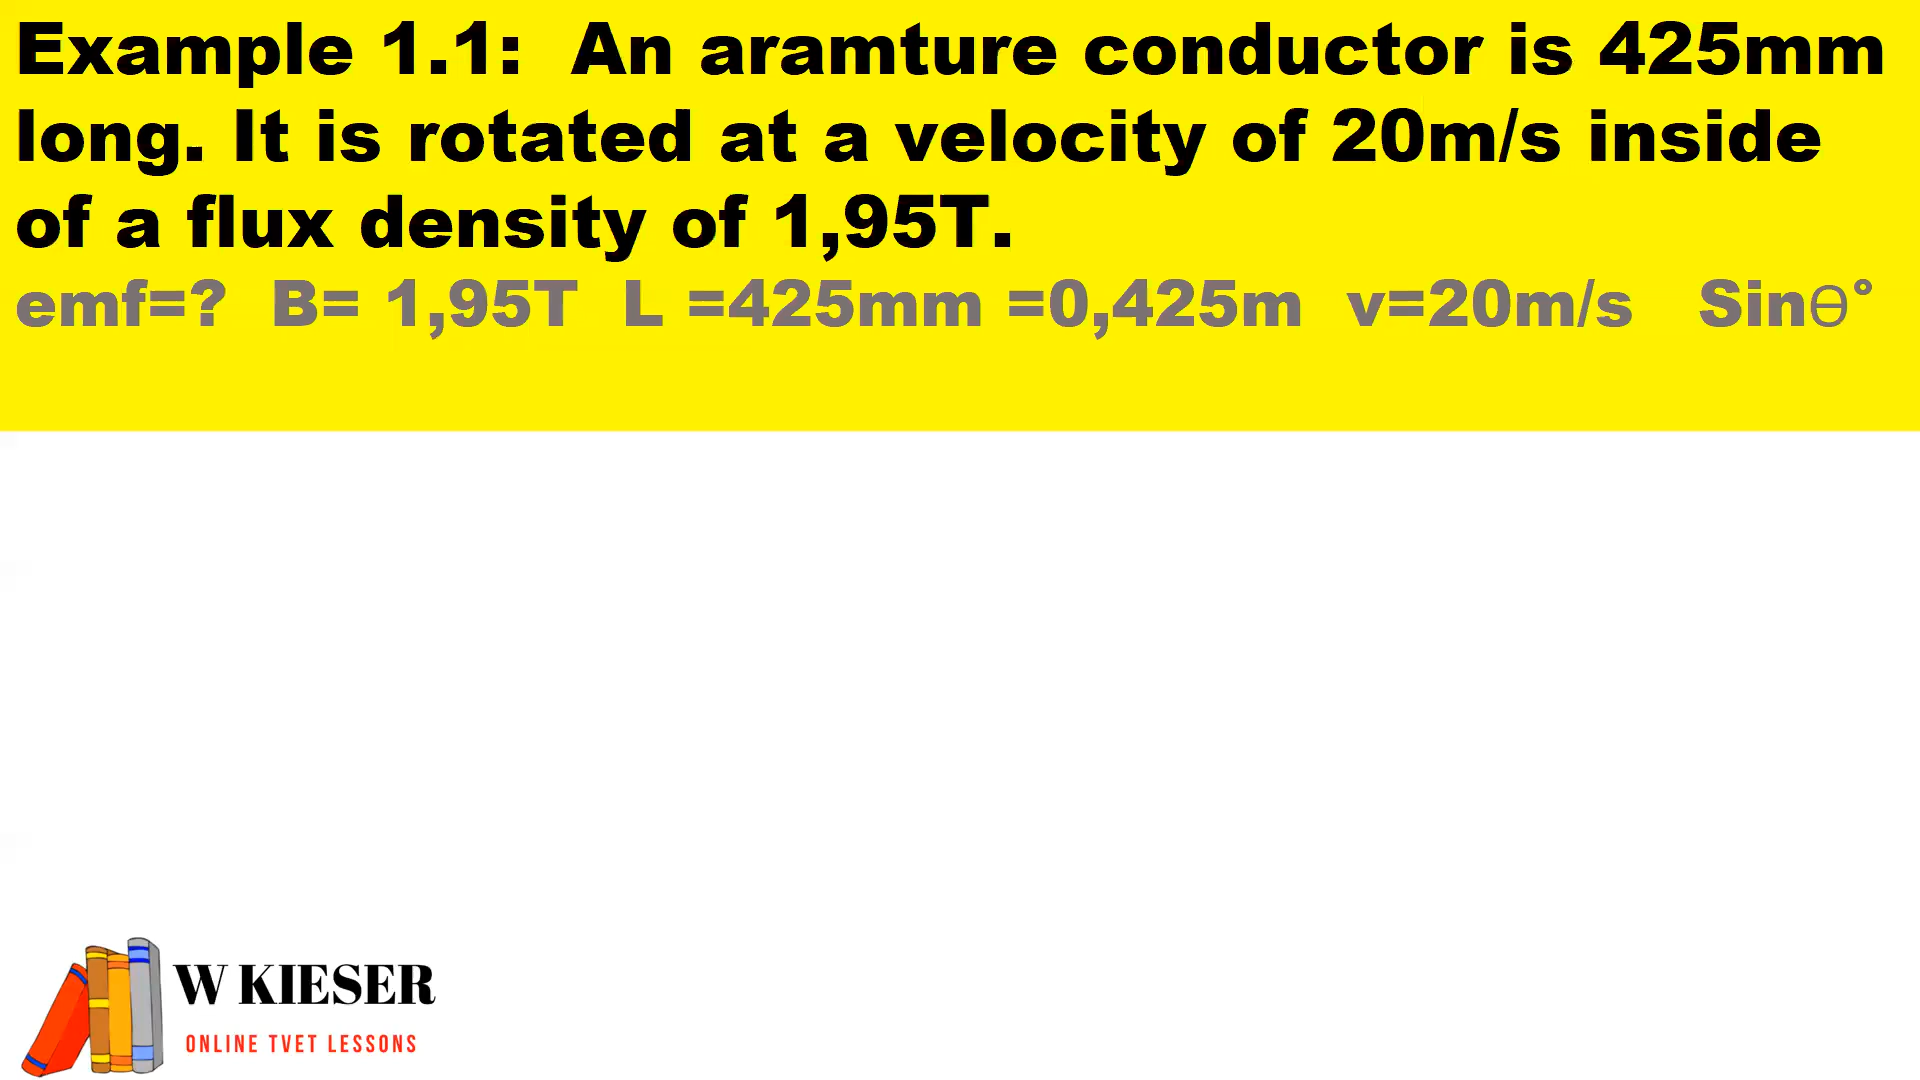 Example 1.1:  An aramture conductor is 425mm
long. It is rotated at a velocity of 20m/s inside
of a flux density of 1,95T.
emf=?  B= 1,95T  L =425mm =0,425m  v=20m/s   Sinө°
W KIESER
ONLINE TVET LESSONS